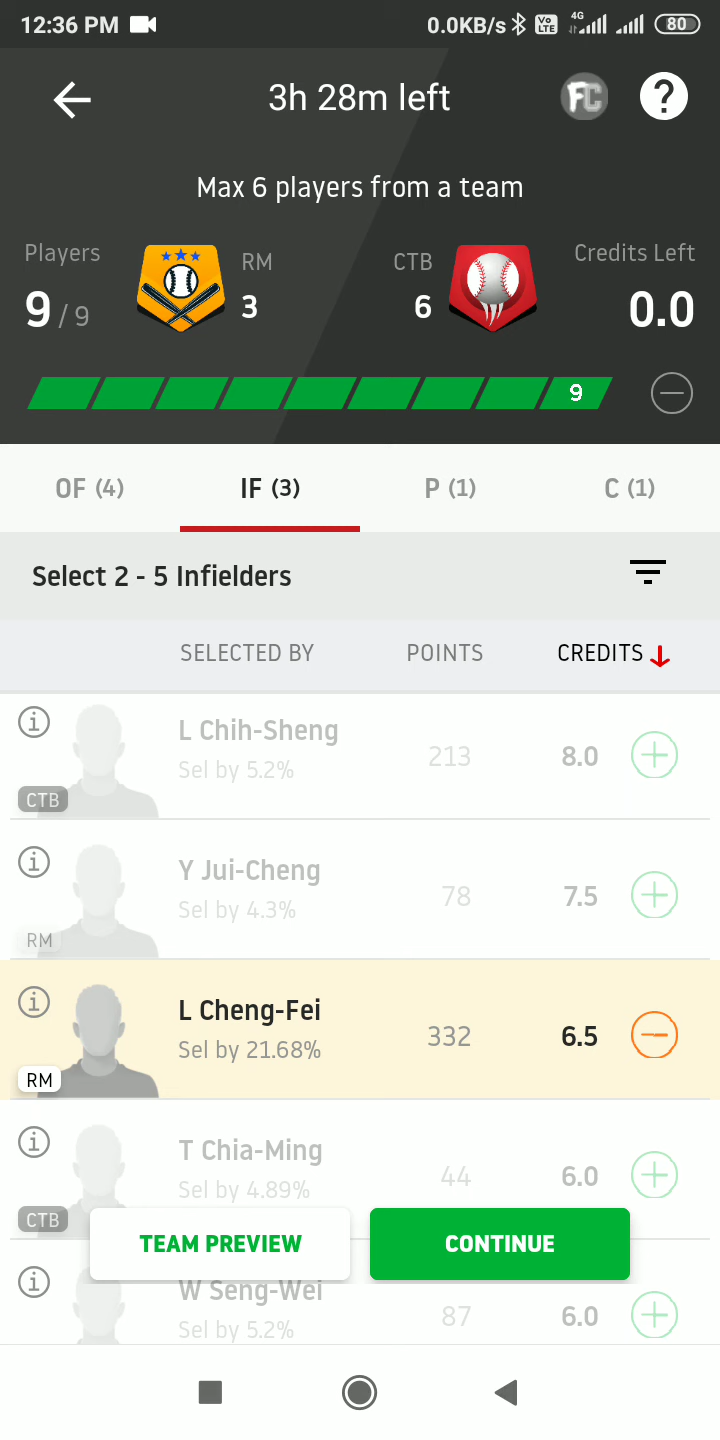 12:36 PM 0.0KB/s Vo LTE 4G 80
3h 28m left FC ?
Max 6 players from a team
Players RM CTB Credits Left
9 / 9 3 6 0.0
9
OF (4) IF (3) P (1) C (1)
Select 2 - 5 Infielders
SELECTED BY POINTS CREDITS
L Chih-Sheng
Sel by 5.2% 213 8.0
CTB
Y Jui-Cheng
Sel by 4.3% 78 7.5
RM
L Cheng-Fei
Sel by 21.68% 332 6.5
RM
T Chia-Ming
Sel by 4.89% 44 6.0
CTB
TEAM PREVIEW CONTINUE
W Seng-Wei
Sel by 5.2% 87 6.0